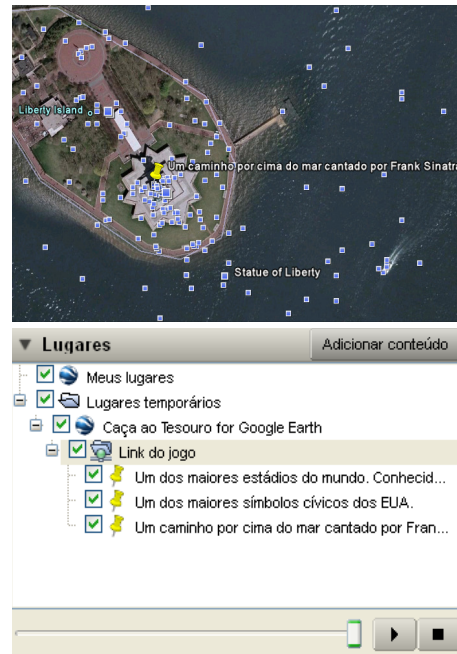 Liberty Island
Um caminho por cima do mar cantado por Frank Sinatra
Statue of Liberty
Lugares
Adicionar conteúdo
Meus lugares
Lugares temporários
Caça ao Tesouro for Google Earth
Link do jogo
Um dos maiores estádios do mundo. Conhecid...
Um dos maiores símbolos cívicos dos EUA.
Um caminho por cima do mar cantado por Fran...